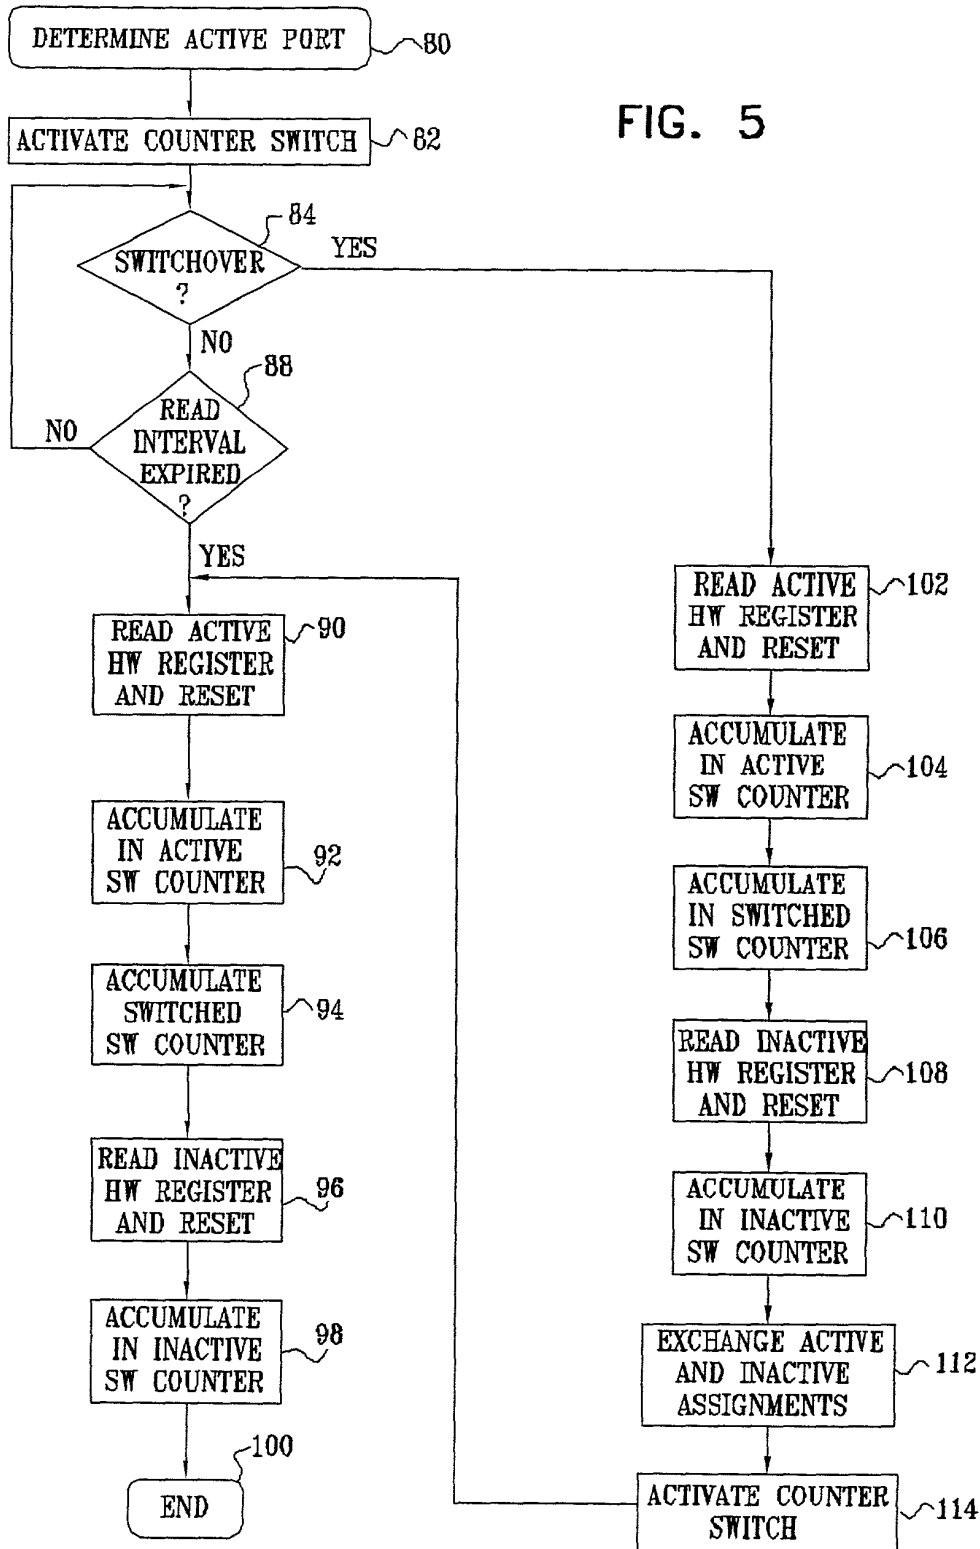 DETERMINE ACTIVE PORT
80
ACTIVATE COUNTER SWITCH
82
FIG. 5
84
SWITCHOVER
?
YES
NO
88
READ
INTERVAL
EXPIRED
?
NO
YES
READ ACTIVE
HW REGISTER
AND RESET
90
ACCUMULATE
IN ACTIVE
SW COUNTER
92
ACCUMULATE
SWITCHED
SW COUNTER
94
READ INACTIVE
HW REGISTER
AND RESET
96
ACCUMULATE
IN INACTIVE
SW COUNTER
98
100
END
READ ACTIVE
HW REGISTER
AND RESET
102
ACCUMULATE
IN ACTIVE
SW COUNTER
104
ACCUMULATE
IN SWITCHED
SW COUNTER
106
READ INACTIVE
HW REGISTER
AND RESET
108
ACCUMULATE
IN INACTIVE
SW COUNTER
110
EXCHANGE ACTIVE
AND INACTIVE
ASSIGNMENTS
112
ACTIVATE COUNTER
SWITCH
114